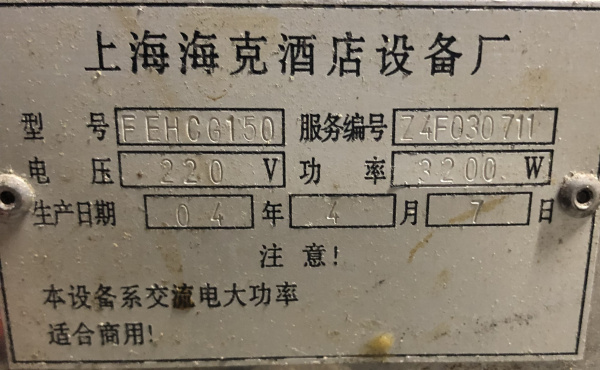 上海海克酒店设备厂
型 号 FEHCG150 服务编号 Z4F030711
电 压 220 V 功 率 3200 W
生产日期 04 年 4 月 7 日
注 意!
本设备系交流电大功率
适合商用!